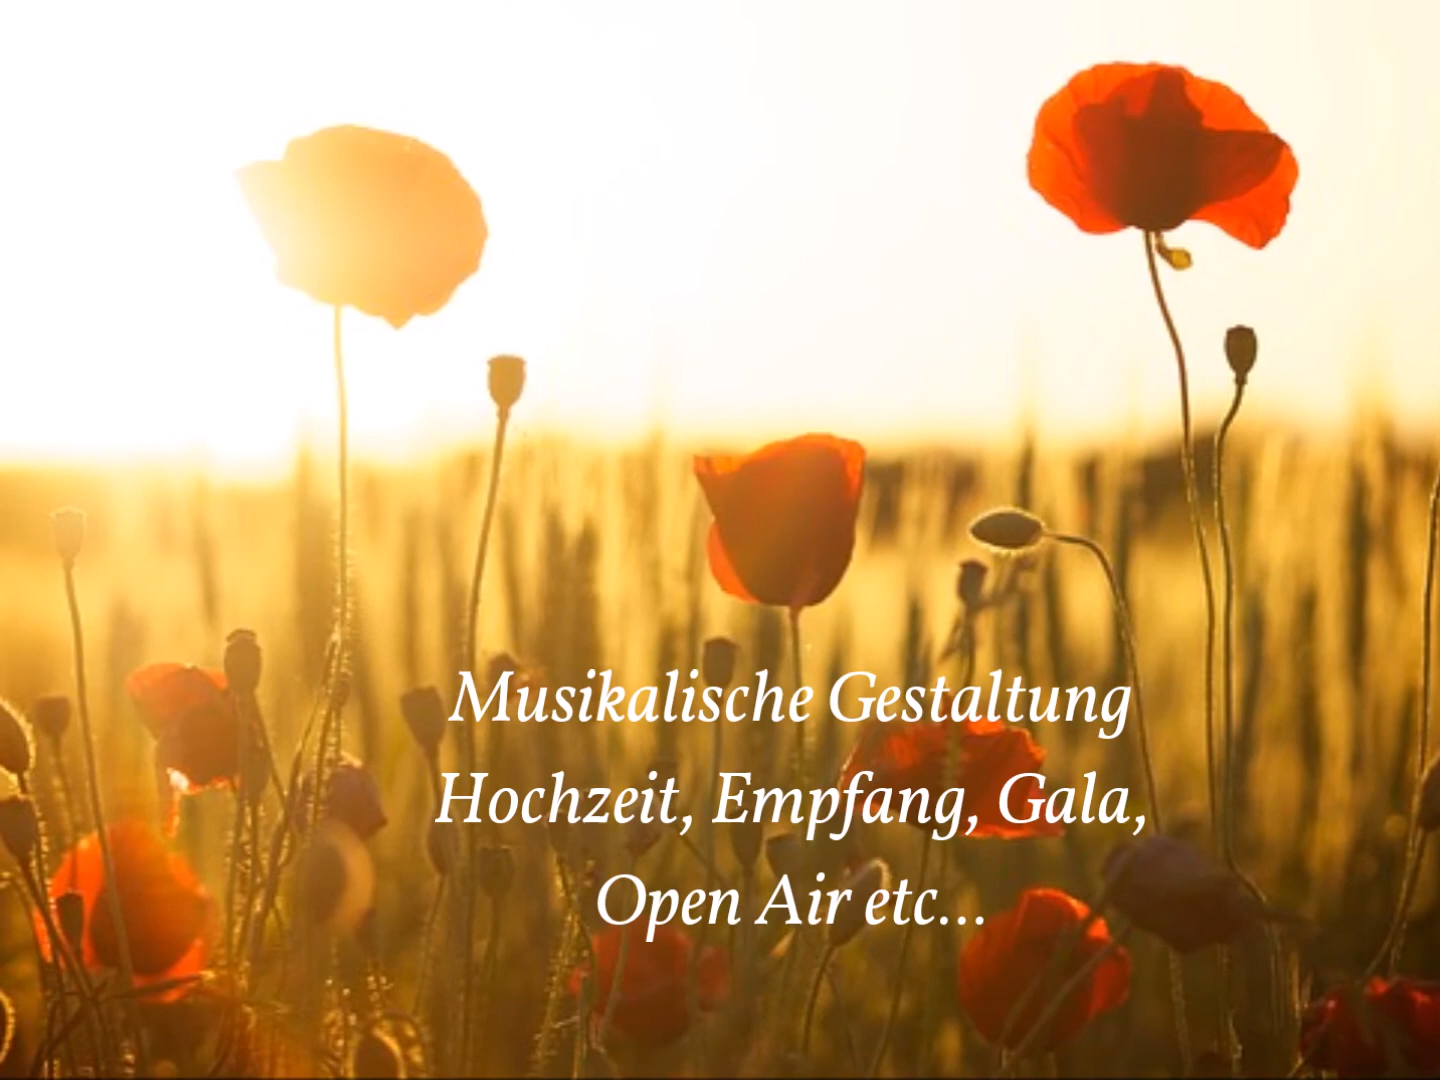 Musikalische Gestaltung
Hochzeit, Empfang, Gala,
Open Air etc...